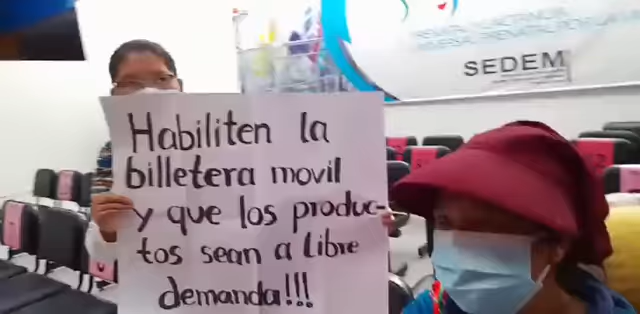 SEDEM
Habiliten la
billetera movil
y que los produc-
tos sean a libre
demanda!!!